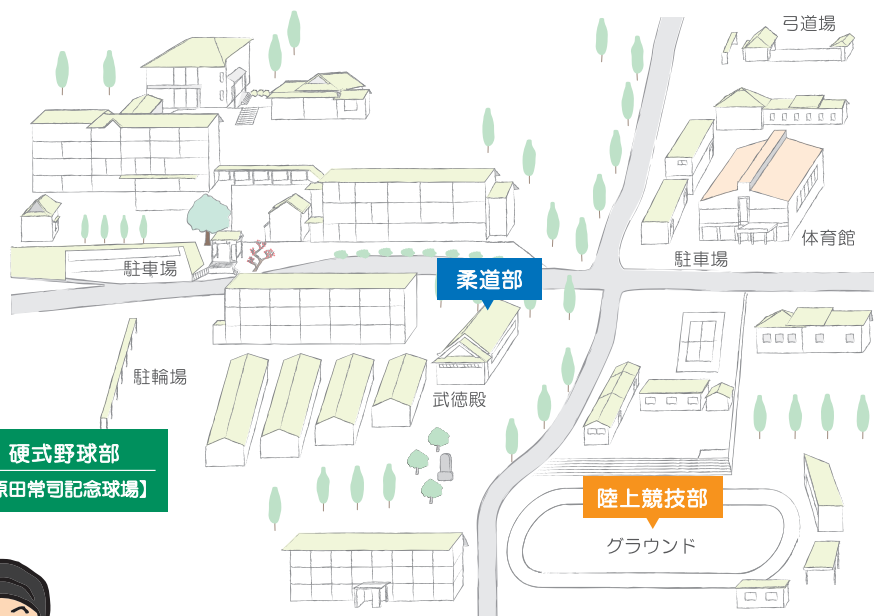 弓道場
体育館
駐車場
駐車場
柔道部
駐輪場
武徳殿
硬式野球部
原田常司記念球場】
陸上競技部
グラウンド